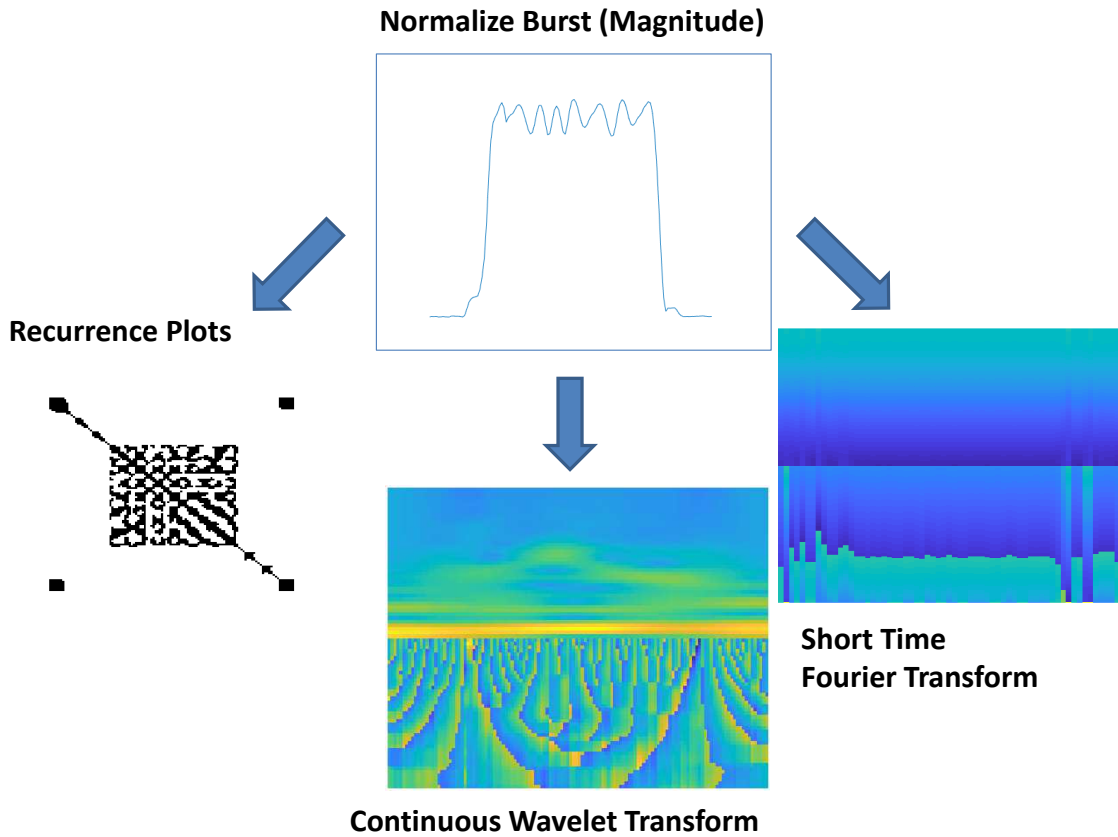 Normalize Burst (Magnitude)
Recurrence Plots
Short Time
Fourier Transform
Continuous Wavelet Transform